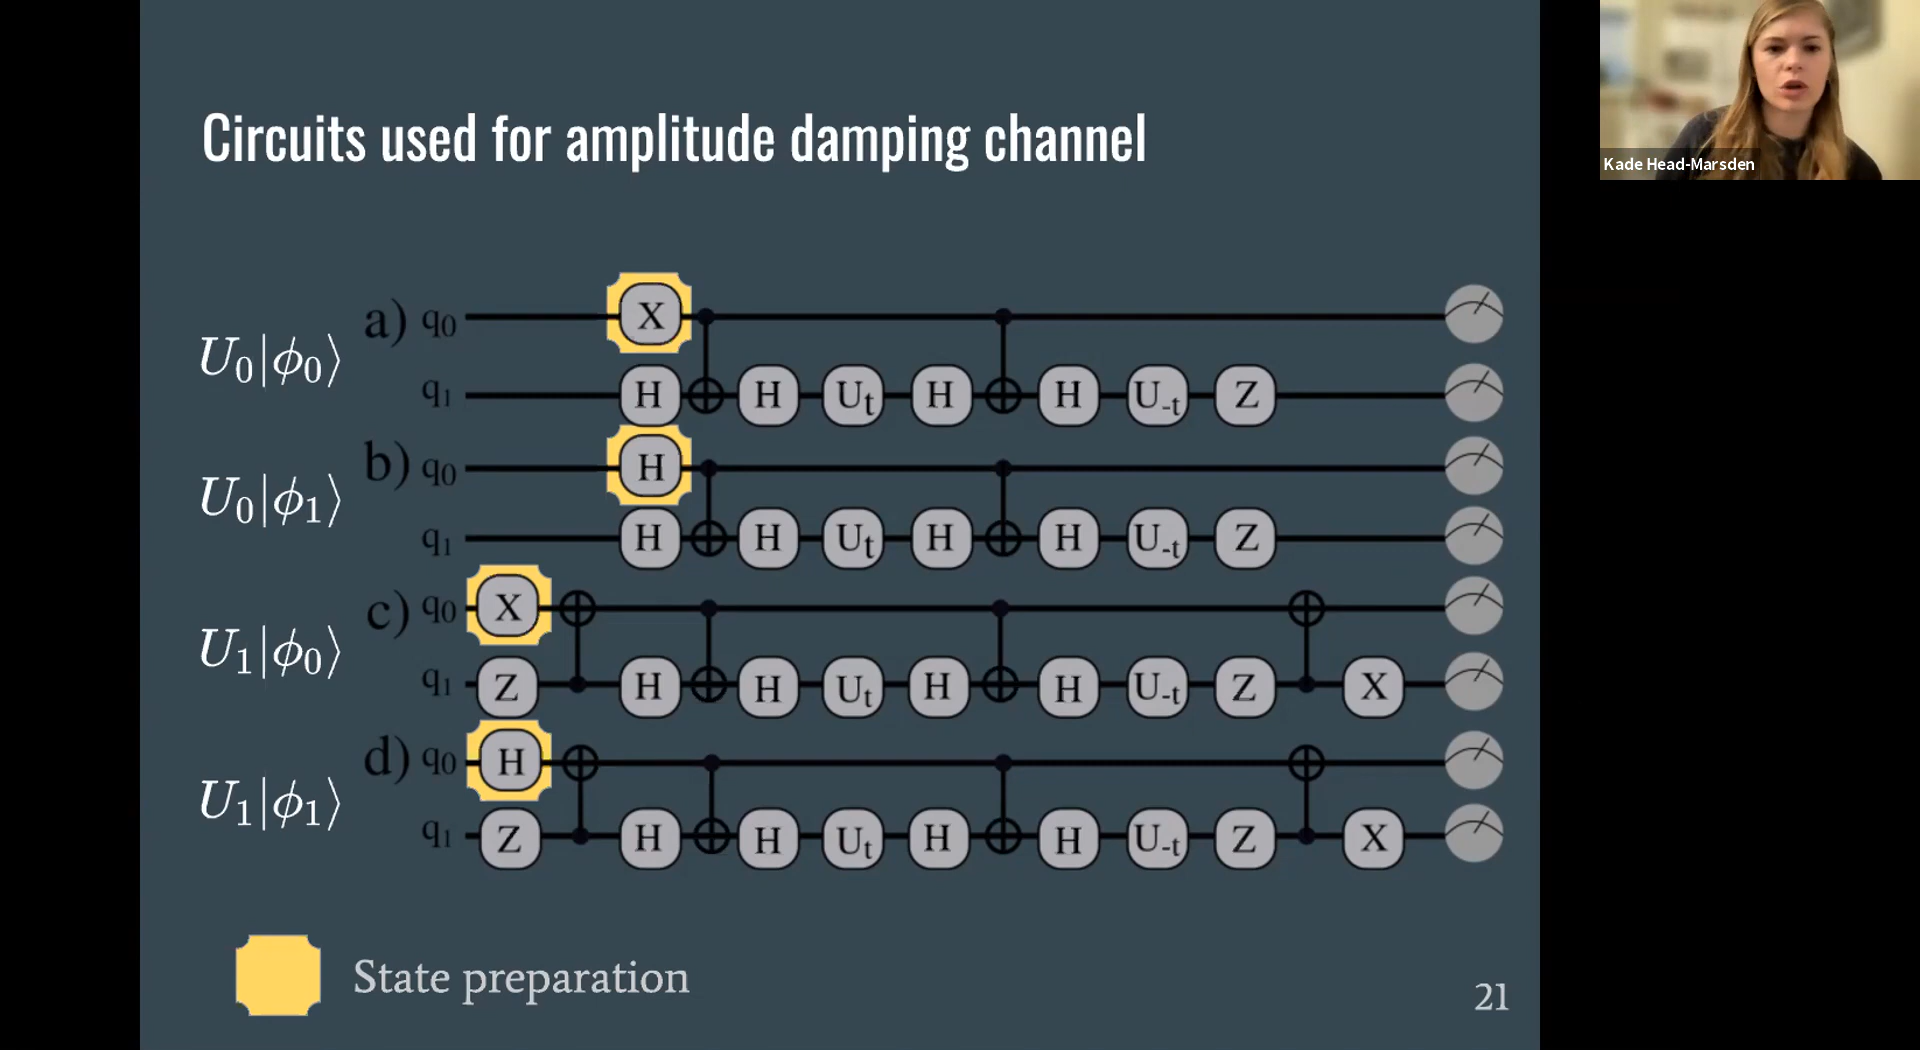 Kade Head-Marsden
Circuits used for amplitude damping channel
U₀|ϕ₀⟩
a) q₀ X
q₁ H H Uₜ H H U₋ₜ Z
U₀|ϕ₁⟩
b) q₀ H
q₁ H H Uₜ H H U₋ₜ Z
U₁|ϕ₀⟩
c) q₀ X
q₁ Z H H Uₜ H H U₋ₜ Z X
U₁|ϕ₁⟩
d) q₀ H
q₁ Z H H Uₜ H H U₋ₜ Z X
State preparation
21